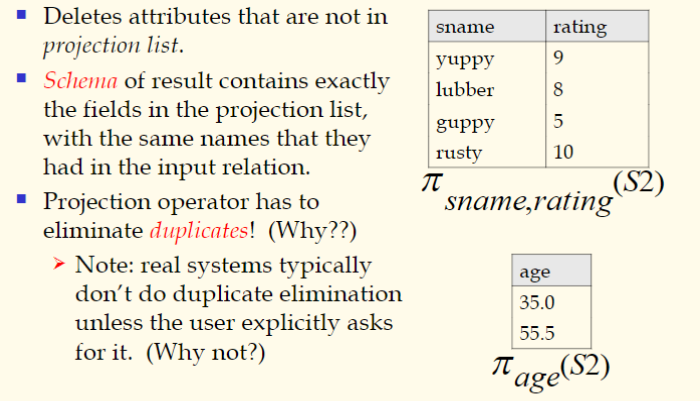 Deletes attributes that are not in
projection list.
Schema of result contains exactly
the fields in the projection list,
with the same names that they
had in the input relation.
Projection operator has to
eliminate duplicates! (Why??)
Note: real systems typically
don't do duplicate elimination
unless the user explicitly asks
for it. (Why not?)
sname rating
yuppy 9
lubber 8
guppy 5
rusty 10
π sname,rating (S2)
age
35.0
55.5
π age (S2)